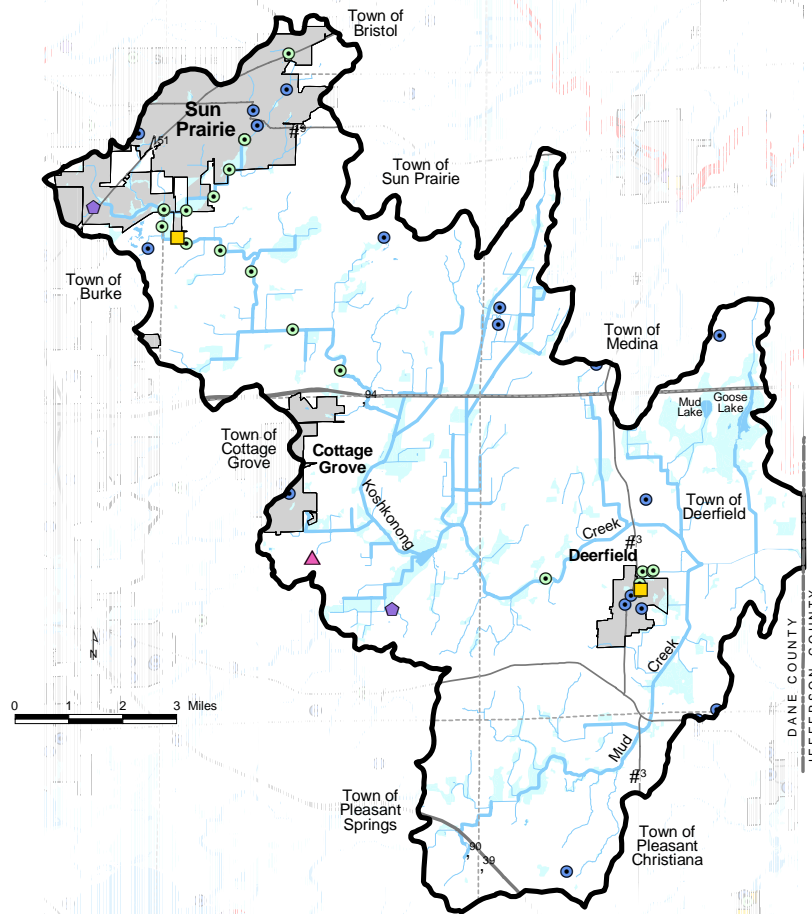 Town of
Bristol
Sun
Prairie
51
#9
Town of
Sun Prairie
Town of
Burke
Town of
Medina
Mud
Lake
Goose
Lake
94
Town of
Cottage
Grove
Cottage
Grove
Koshkonong
Creek
Town of
Deerfield
#73
Deerfield
N
0 1 2 3 Miles
Creek
Mud
#73
DANE COUNTY
JEFFERSON COUNTY
Town of
Pleasant
Springs
90
39
Town of
Pleasant
Christiana